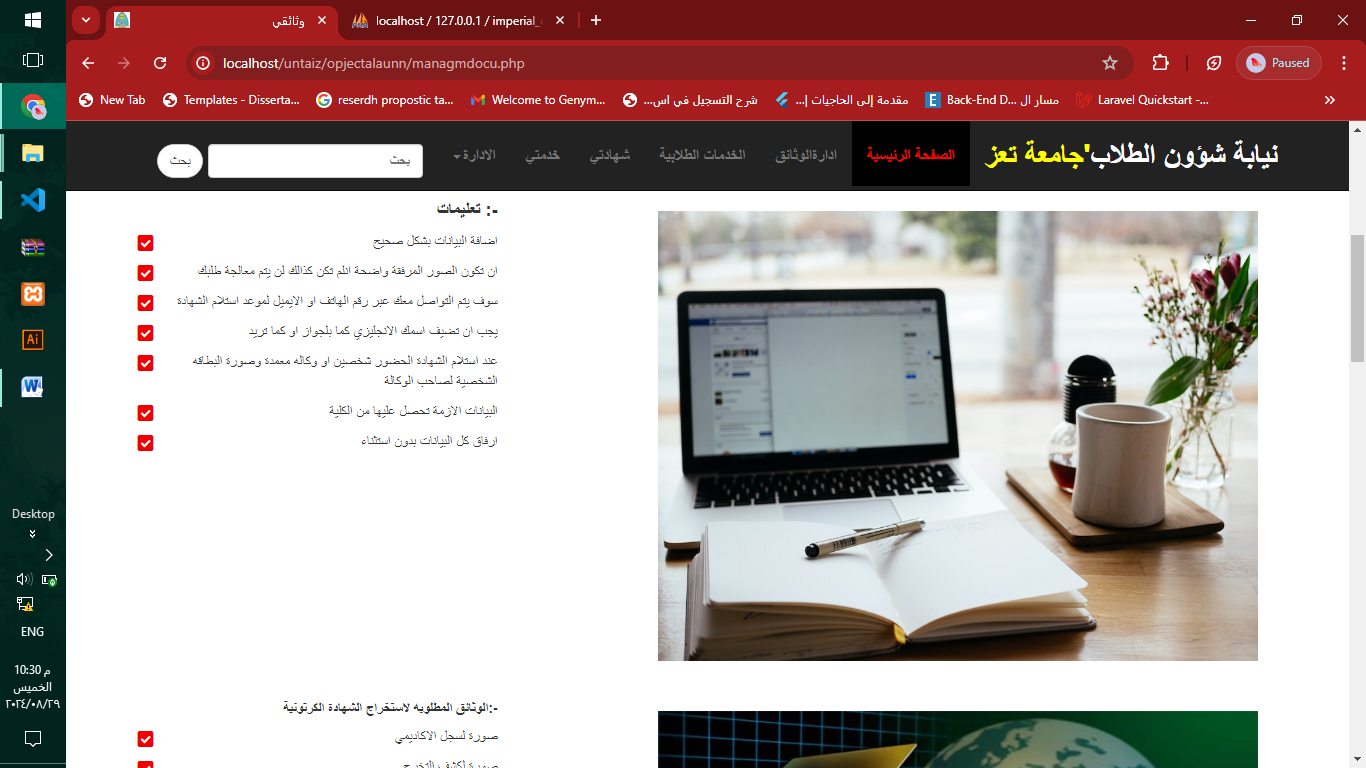 وثائقي
localhost / 127.0.0.1 / imperial_
localhost/untaiz/opjectalaunn/managmdocu.php
Paused
New Tab
Templates - Disserta...
reserdh propostic ta...
Welcome to Genym...
شرح التسجيل في اس...
مقدمة إلى الحاجيات |...
Back-End D... مسار ال
Laravel Quickstart -...
نيابة شؤون الطلاب'جامعة تعز
الصفحة الرئيسية
ادارةالوثائق
الخدمات الطلابية
شهادتي
خدمتي
الادارة
بحث
بحث
-: تعليمات
اضافة البيانات بشكل صحيح
ان تكون الصور المرفقة واضحة انلم تكن كذالك لن يتم معالجة طلبك
سوف يتم التواصل معك عبر رقم الهاتف او الايميل لموعد استلام الشهادة
يجب ان تضيف اسمك الانجليزي كما بلجواز او كما تريد
عند استلام الشهادة الحضور شخصين او وكاله معمدة وصورة البطاقه
الشخصية لصاحب الوكالة
البيانات الازمة تحصل عليها من الكلية
ارفاق كل البيانات بدون استثناء
-:الوثائق المطلوبه لاستخراج الشهادة الكرتونية
صورة لسجل الاكاديمي
صورة لكشف التخرج
Desktop
ENG
10:30 م
الخميس
٢٠٢٤/٠٨/٢٩